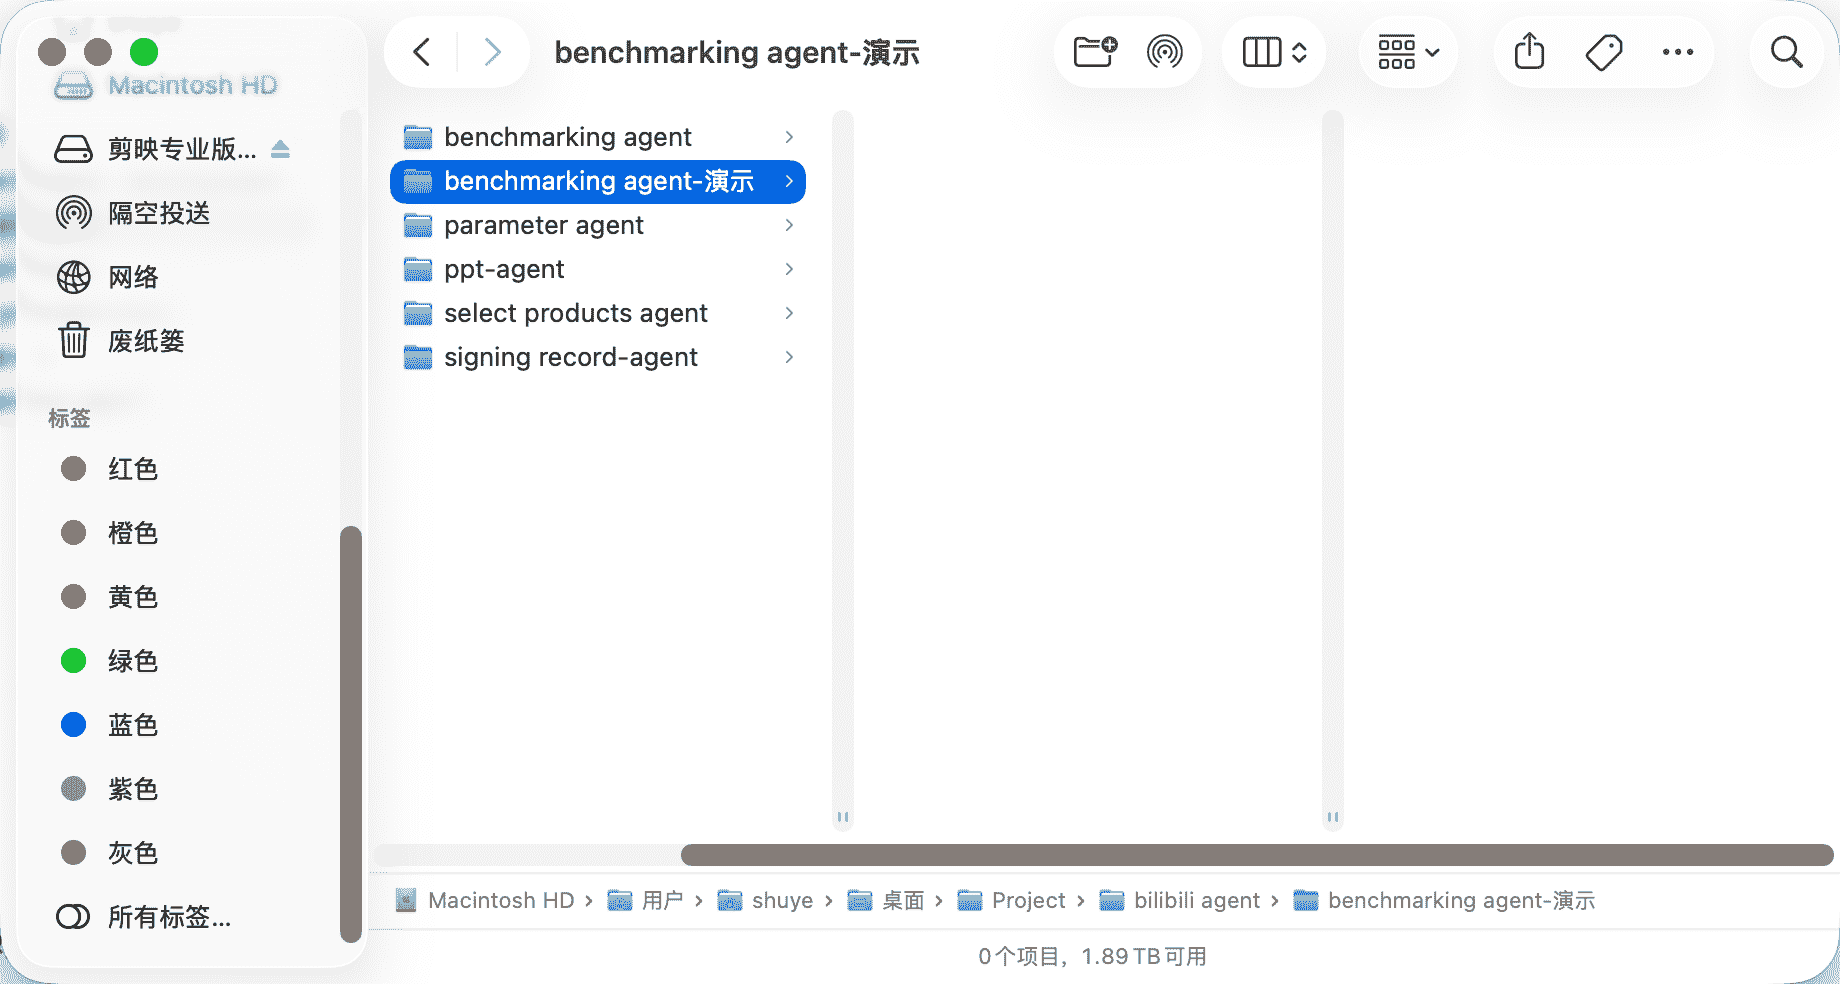 Macintosh HD
剪映专业版...
隔空投送
网络
废纸篓
标签
红色
橙色
黄色
绿色
蓝色
紫色
灰色
所有标签...
benchmarking agent-演示
benchmarking agent
benchmarking agent-演示
parameter agent
ppt-agent
select products agent
signing record-agent
Macintosh HD › 用户 › shuye › 桌面 › Project › bilibili agent › benchmarking agent-演示
0个项目，1.89 TB可用